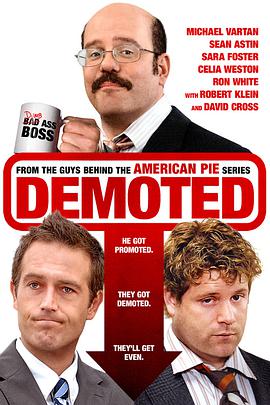 MICHAEL VARTAN
SEAN ASTIN
SARA FOSTER
CELIA WESTON
RON WHITE
WITH ROBERT KLEIN
AND DAVID CROSS
Dumb
BAD ASS
BOSS
FROM THE GUYS BEHIND THE AMERICAN PIE SERIES
DEMOTED
HE GOT
PROMOTED.
THEY GOT
DEMOTED.
THEY'LL GET
EVEN.